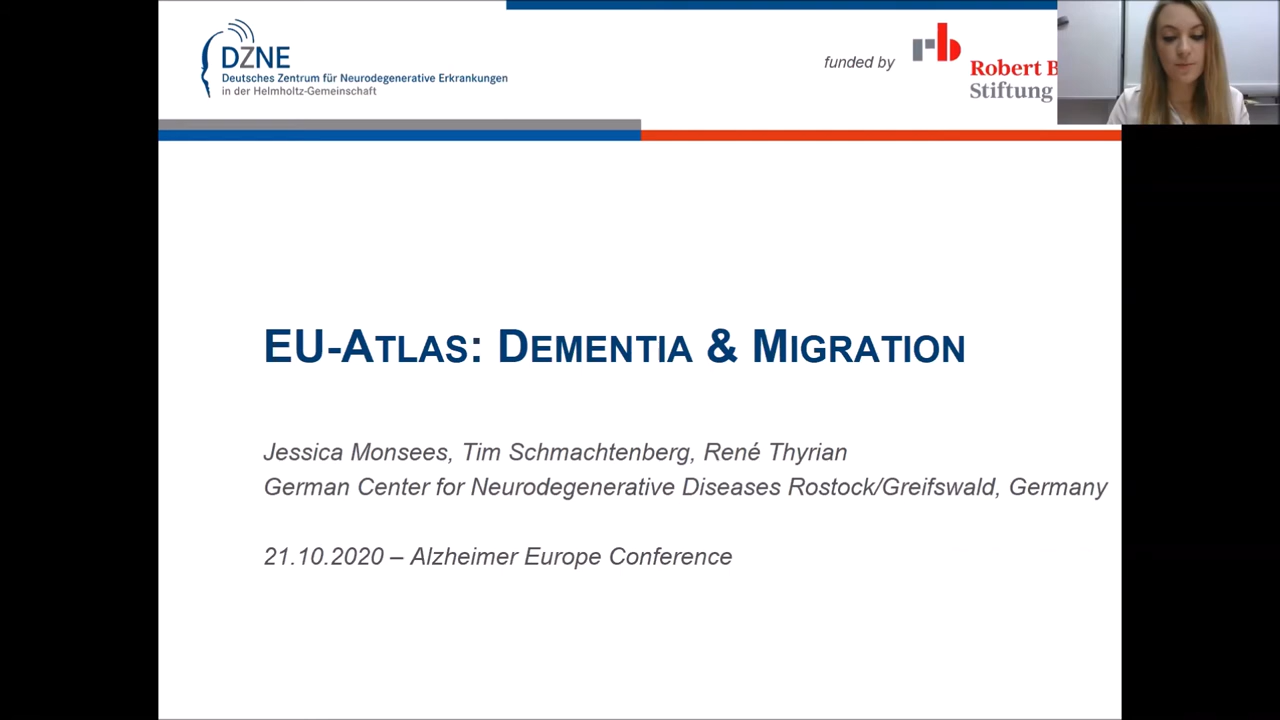 DZNE
Deutsches Zentrum für Neurodegenerative Erkrankungen
in der Helmholtz-Gemeinschaft
funded by
rb
Robert B
Stiftung
EU-ATLAS: DEMENTIA & MIGRATION
Jessica Monsees, Tim Schmachtenberg, René Thyrian
German Center for Neurodegenerative Diseases Rostock/Greifswald, Germany
21.10.2020 – Alzheimer Europe Conference